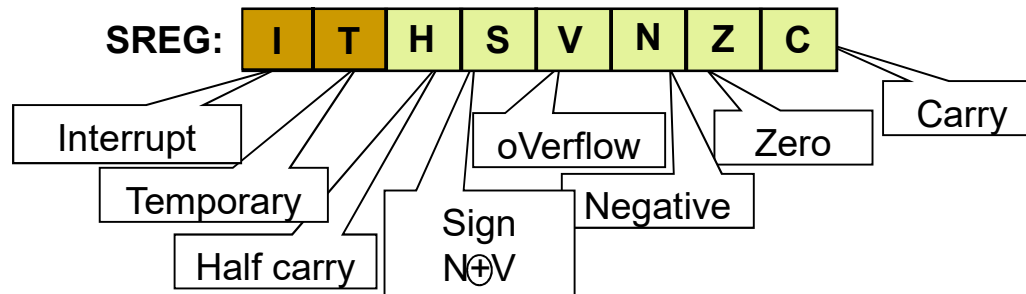 SREG: I T H S V N Z C
Carry
Interrupt
oVerflow
Zero
Temporary
Negative
Sign
N⊕V
Half carry